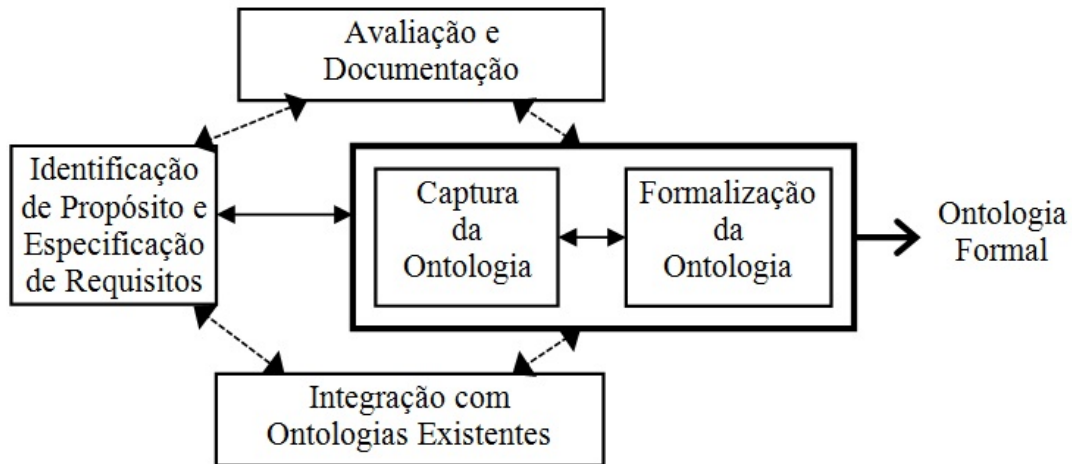 Avaliação e
Documentação
Identificação
de Propósito e
Especificação
de Requisitos
Captura
da
Ontologia
Formalização
da
Ontologia
Ontologia
Formal
Integração com
Ontologias Existentes